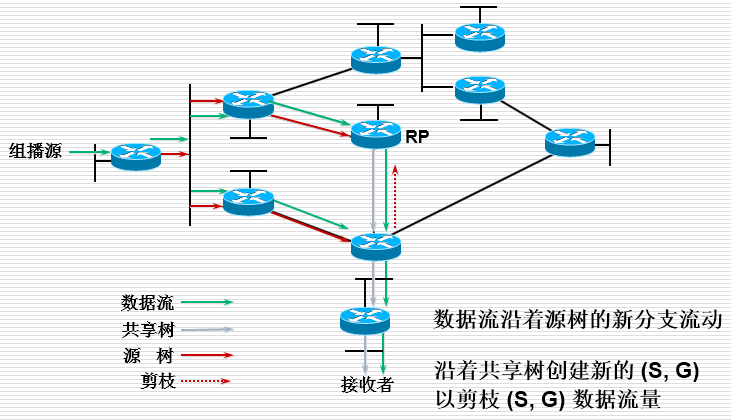 RP
组播源
数据流
共享树
源 树
剪枝
接收者
数据流沿着源树的新分支流动
沿着共享树创建新的 (S, G)
以剪枝 (S, G) 数据流量